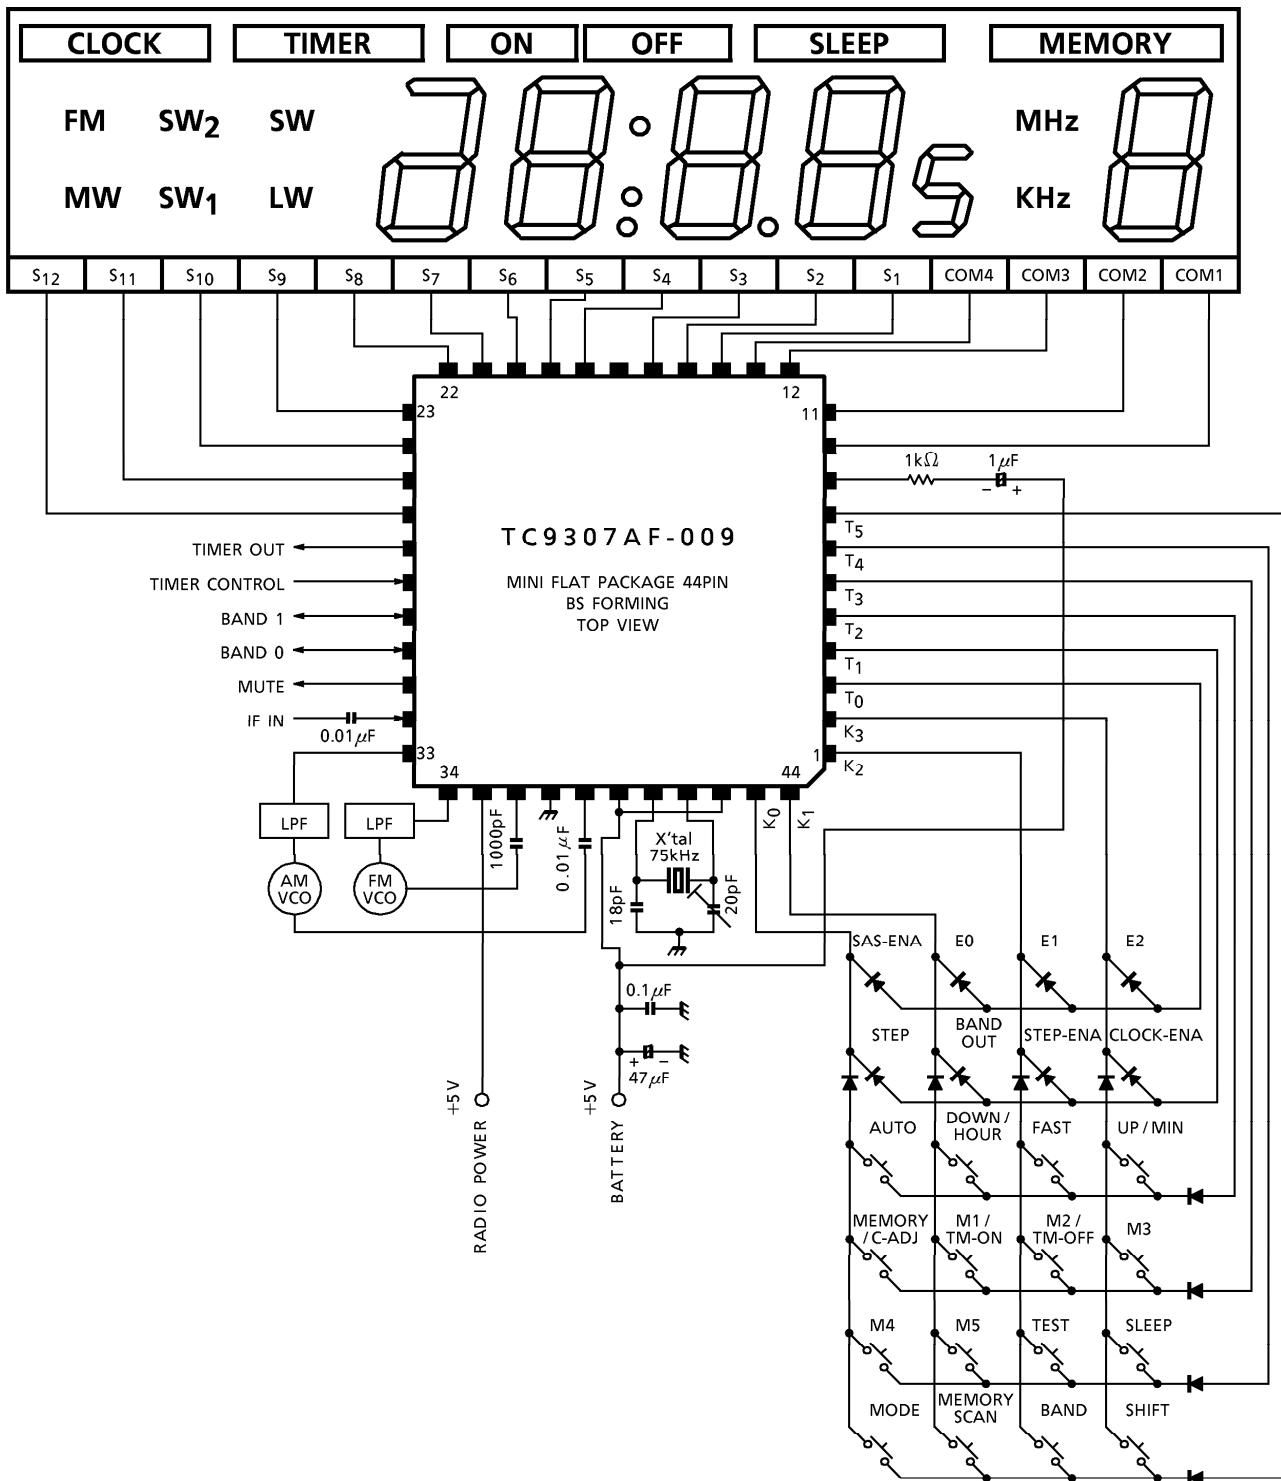 CLOCK TIMER ON OFF SLEEP MEMORY
FM SW2 SW MHz
MW SW1 LW KHz
S12 S11 S10 S9 S8 S7 S6 S5 S4 S3 S2 S1 COM4 COM3 COM2 COM1
22 12
23 11
1kΩ 1μF
− +
TC9307AF-009
MINI FLAT PACKAGE 44PIN
BS FORMING
TOP VIEW
T5
T4
T3
T2
T1
T0
K3
K2
TIMER OUT
TIMER CONTROL
BAND 1
BAND 0
MUTE
IF IN
0.01μF
33 1
34 44
LPF LPF
AM VCO
FM VCO
1000pF
0.01μF
X'tal
75kHz
18pF
20pF
K0
K1
0.1μF
+ −
47μF
+5V
RADIO POWER
+5V
BATTERY
SAS-ENA E0 E1 E2
STEP BAND OUT STEP-ENA CLOCK-ENA
AUTO DOWN / HOUR FAST UP / MIN
MEMORY / C-ADJ M1 / TM-ON M2 / TM-OFF M3
M4 M5 TEST SLEEP
MODE MEMORY SCAN BAND SHIFT